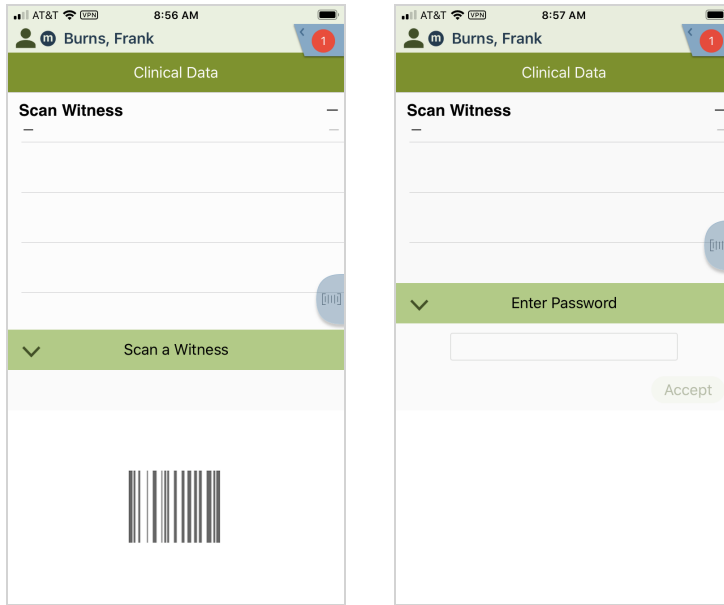 AT&T VPN 8:56 AM
m Burns, Frank 1
Clinical Data
Scan Witness —
— —
Scan a Witness
AT&T VPN 8:57 AM
m Burns, Frank 1
Clinical Data
Scan Witness —
— —
Enter Password
Accept